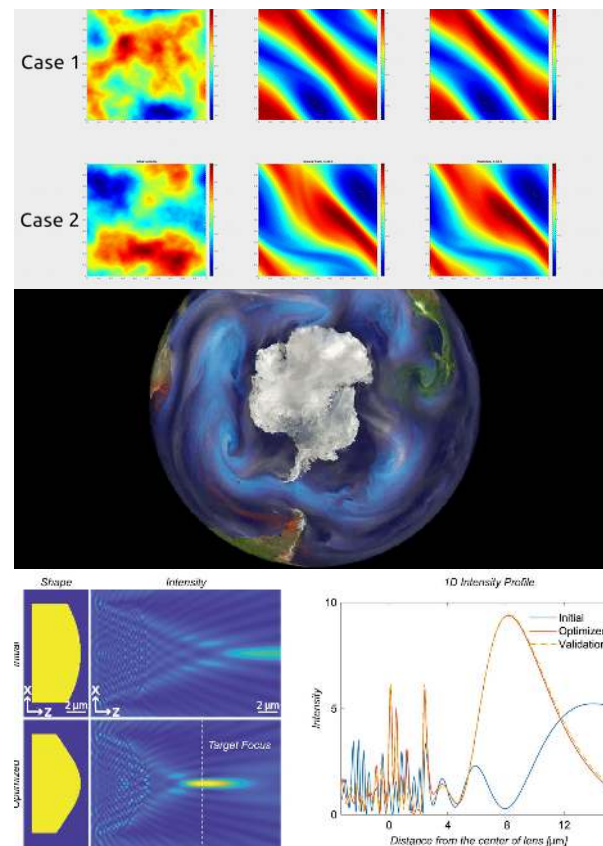 Case 1
Case 2
Shape
Intensity
1D Intensity Profile
Initial
X
Z
2 µm
X
Z
2 µm
Optimized
Target Focus
Intensity
10
5
0
Initial
Optimized
Validation
0
4
8
12
Distance from the center of lens [µm]